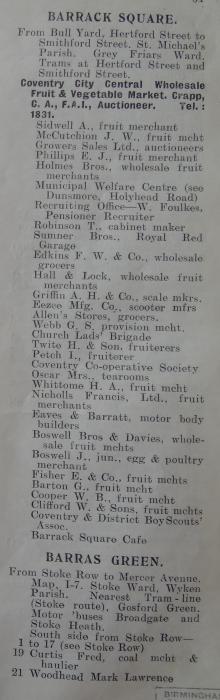 BARRACK SQUARE.
From Bull Yard, Hertford Street to
Smithford Street. St. Michael's
Parish. Grey Friars Ward.
Trams at Hertford Street and
Smithford Street.
Coventry City Central Wholesale
Fruit & Vegetable Market. Crapp,
C. A., F.A.I., Auctioneer. Tel.:
1831.
Sidwell A., fruit merchant
McCutchion J. W., fruit mcht
Growers Sales Ltd., auctioneers
Phillips E. J., fruit merchant
Holmes Bros., wholesale fruit
merchants
Municipal Welfare Centre (see
Dunsmore, Holyhead Road)
Recruiting Office—W. Foulkes,
Pensioner Recruiter
Robinson T., cabinet maker
Sumner Bros., Royal Red
Garage
Edkins F. W. & Co., wholesale
grocers
Hall & Lock, wholesale fruit
merchants
Griffin A. H. & Co., scale mkrs.
Eezee Mfg. Co., scooter mfrs
Allen's Stores, grocers.
Webb G. S. provision mcht.
Church Lads' Brigade
Twite H. & Son. fruiterers
Petch I., fruiterer
Coventry Co-operative Society
Oscar Mrs., tearooms
Whittome H. A., fruit mcht
Nicholls Francis, Ltd., fruit
merchants
Eaves & Barratt, motor body
builders
Boswell Bros & Davies, whole-
sale fruit mchts
Boswell J., jun., egg & poultry
merchant
Fisher E. & Co., fruit mchts
Barton G., fruit mcht
Cooper B. W., fruit mcht
Clifford W. & Sons, fruit mchts
Coventry & District BoyScouts'
Assoc.
Barrack Square Cafe
BARRAS GREEN.
From Stoke Row to Mercer Avenue.
Map, I-7. Stoke Ward, Wyken
Parish. Nearest Tram-line
(Stoke route), Gosford Green.
Motor 'buses Broadgate and
Stoke Heath.
South side from Stoke Row—
1 to 17 (see Stoke Row)
19 Curtis Fred, coal mcht &
haulier
21 Woodhead Mark Lawrence
BIRMINGHAM